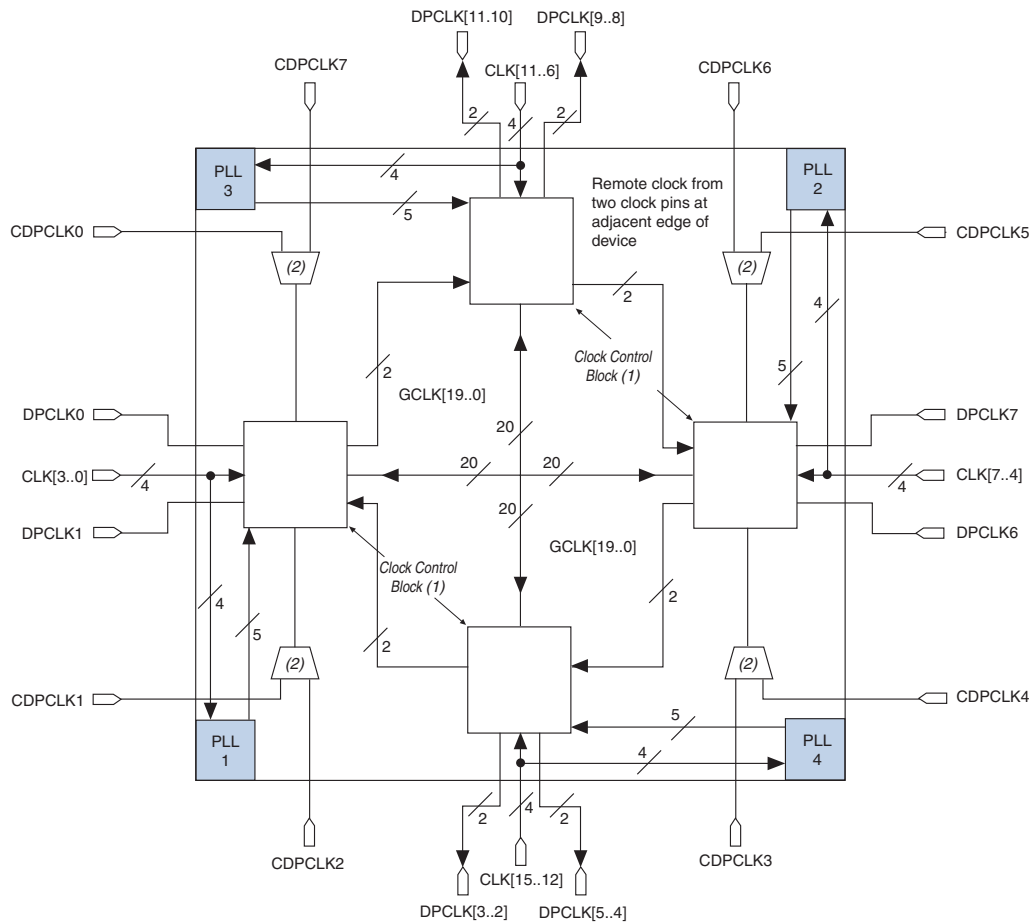 DPCLK[11..10]
DPCLK[9..8]
CDPCLK7
CLK[11..6]
CDPCLK6
2
4
2
PLL
3
4
5
Remote clock from
two clock pins at
adjacent edge of
device
PLL
2
CDPCLK0
(2)
(2)
CDPCLK5
2
4
Clock Control
Block (1)
2
5
GCLK[19..0]
DPCLK0
20
DPCLK7
CLK[3..0]
4
20
20
4
CLK[7..4]
DPCLK1
20
DPCLK6
GCLK[19..0]
Clock Control
Block (1)
4
5
2
2
(2)
(2)
CDPCLK1
CDPCLK4
PLL
1
5
4
PLL
4
2
4
2
CDPCLK2
CDPCLK3
CLK[15..12]
DPCLK[3..2]
DPCLK[5..4]